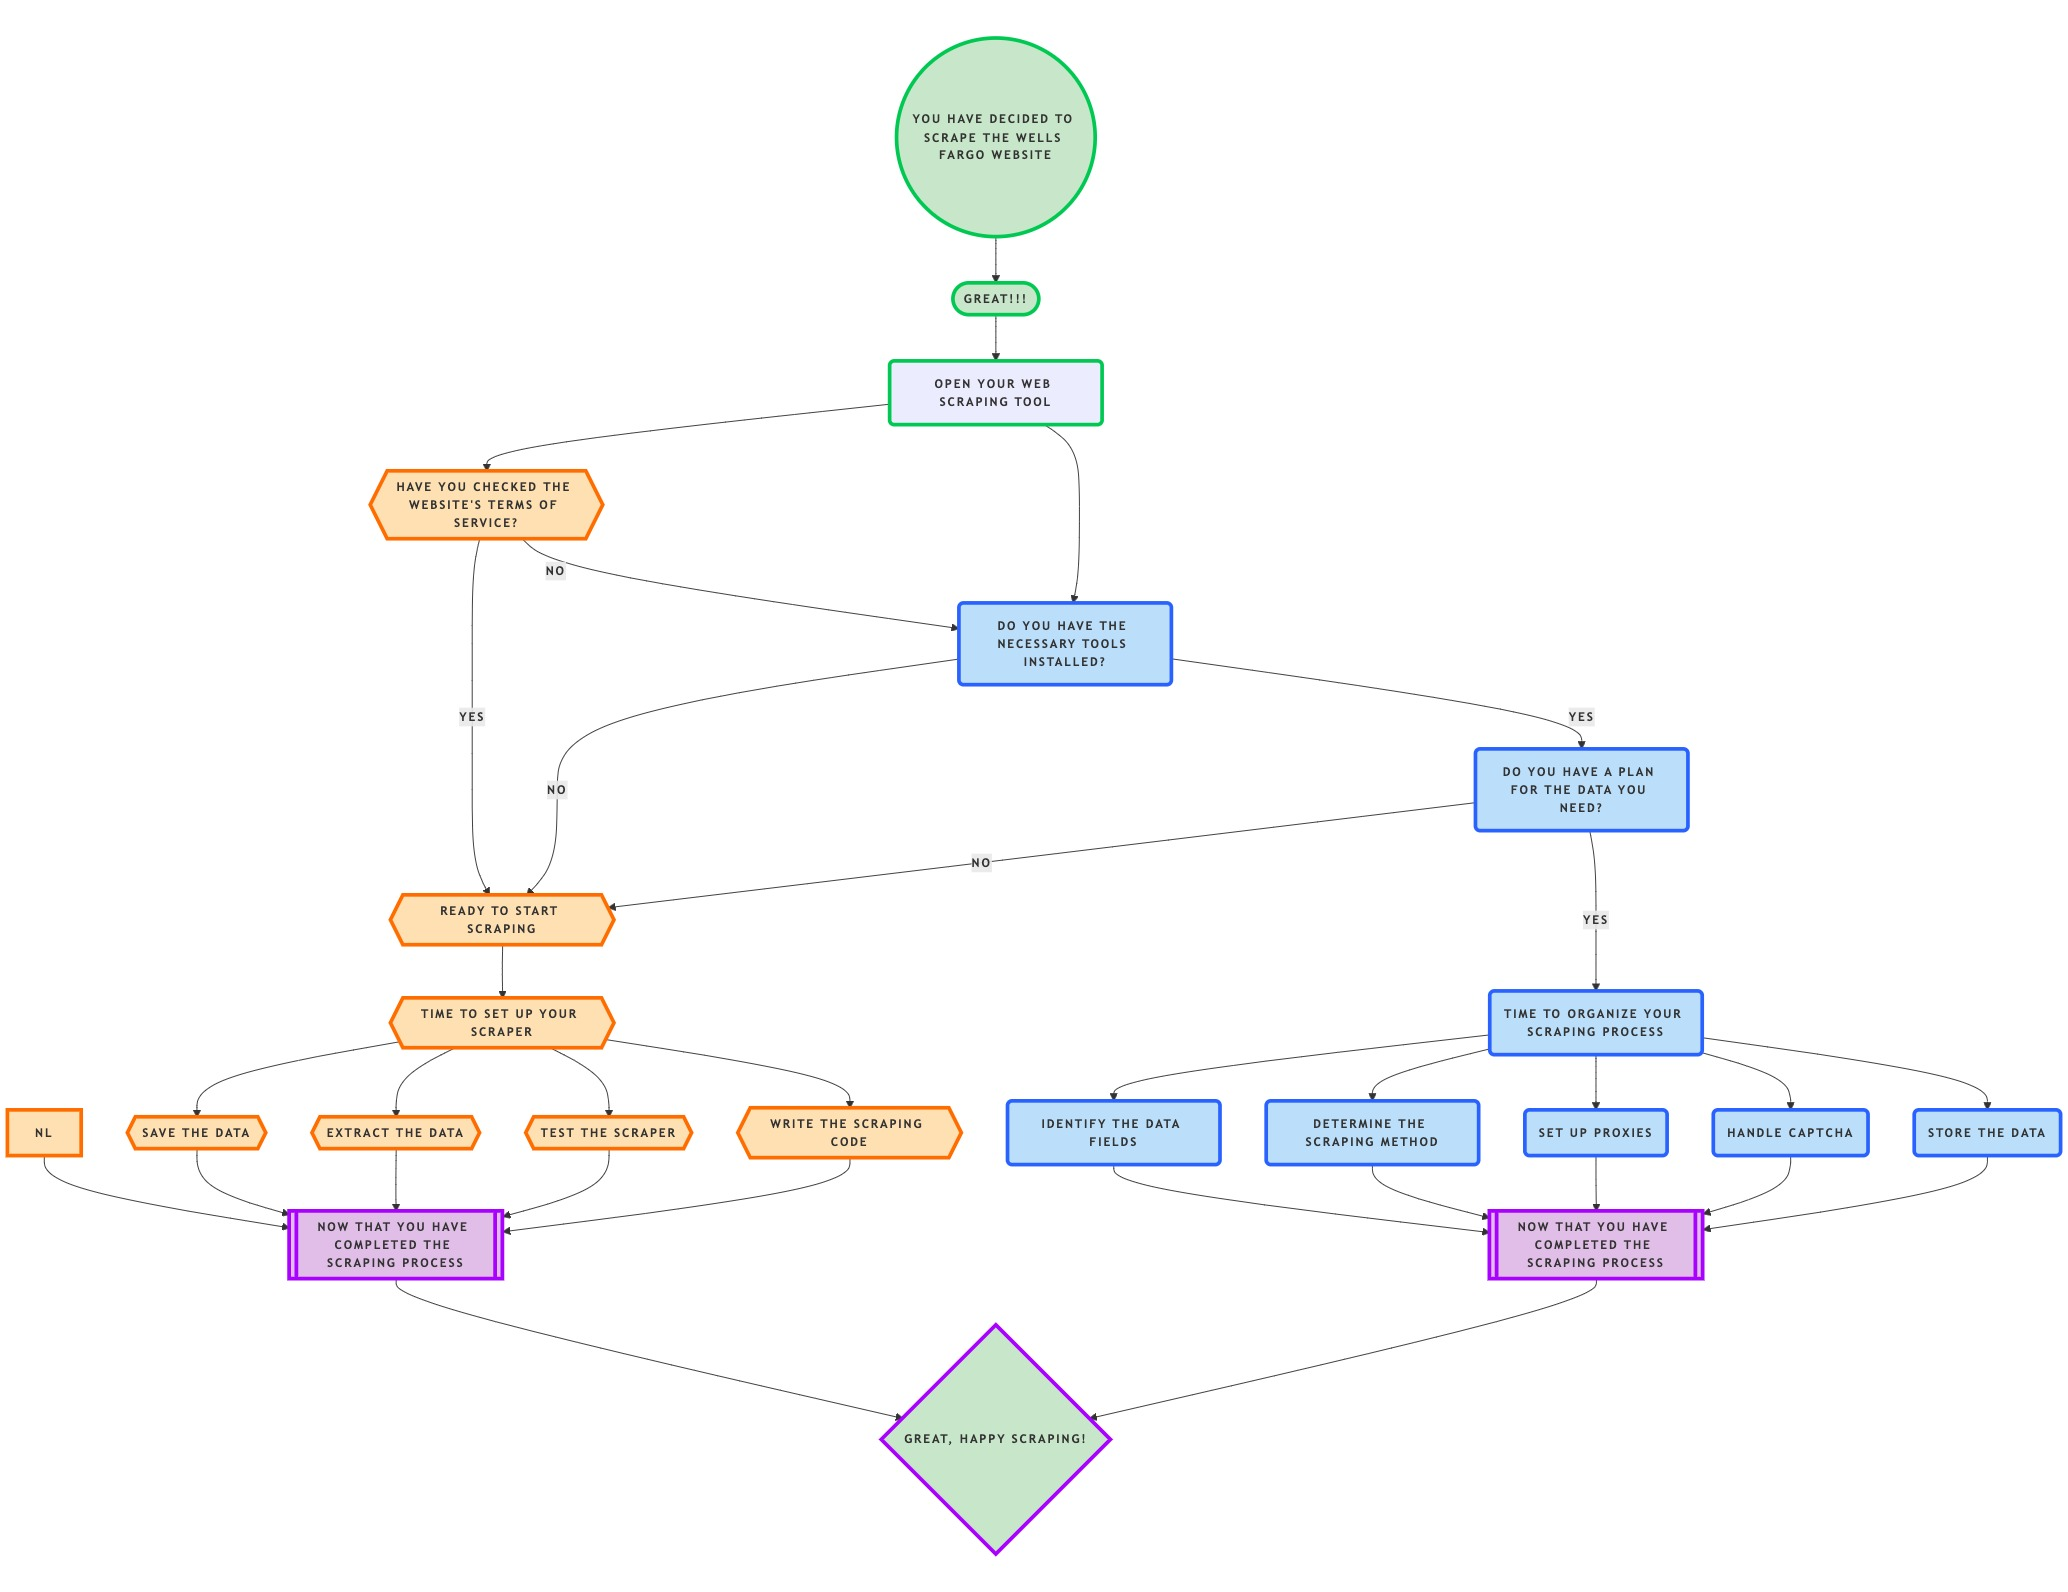 YOU HAVE DECIDED TO
SCRAPE THE WELLS
FARGO WEBSITE
GREAT!!!
OPEN YOUR WEB
SCRAPING TOOL
HAVE YOU CHECKED THE
WEBSITE'S TERMS OF
SERVICE?
NO
DO YOU HAVE THE
NECESSARY TOOLS
INSTALLED?
YES
YES
DO YOU HAVE A PLAN
FOR THE DATA YOU
NEED?
NO
NO
READY TO START
SCRAPING
YES
TIME TO SET UP YOUR
SCRAPER
TIME TO ORGANIZE YOUR
SCRAPING PROCESS
NL
SAVE THE DATA
EXTRACT THE DATA
TEST THE SCRAPER
WRITE THE SCRAPING
CODE
IDENTIFY THE DATA
FIELDS
DETERMINE THE
SCRAPING METHOD
SET UP PROXIES
HANDLE CAPTCHA
STORE THE DATA
NOW THAT YOU HAVE
COMPLETED THE
SCRAPING PROCESS
NOW THAT YOU HAVE
COMPLETED THE
SCRAPING PROCESS
GREAT, HAPPY SCRAPING!